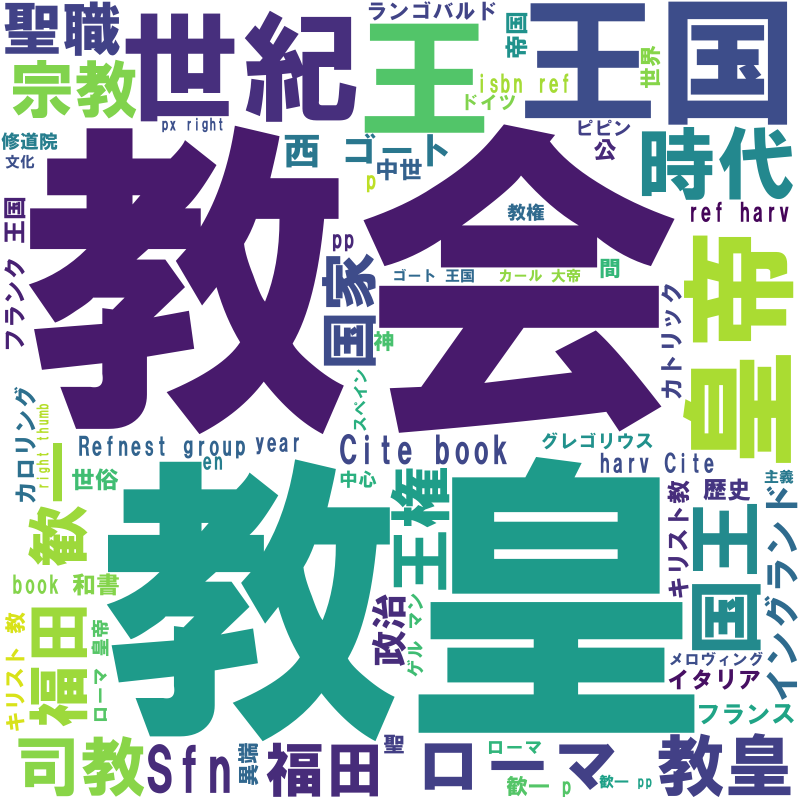 聖職
世紀
ランゴバルド
王
帝国
王国
世界
isbn ref
ドイツ
宗教
px right
修道院
文化
西 ゴート
中世
p
ピピン
公
時代
ref harv
教会
教権
pp
フランク 王国
国家
ゴート 王国
カール 大帝
間
皇帝
カトリック
神
スペイン
カロリング
right thumb
Refnest group
year
en
Cite book
グレゴリウス
harv Cite
世俗
中心
主義
歓一
教皇
王権
キリスト教
歴史
国王
イングランド
book 和書
キリスト 教
福田
ローマ 皇帝
政治
ゲルマン
メロヴィング
イタリア
フランス
司教
Sfn
異端
福田
聖
ローマ
ローマ
歓一 p
歓一 pp
教皇